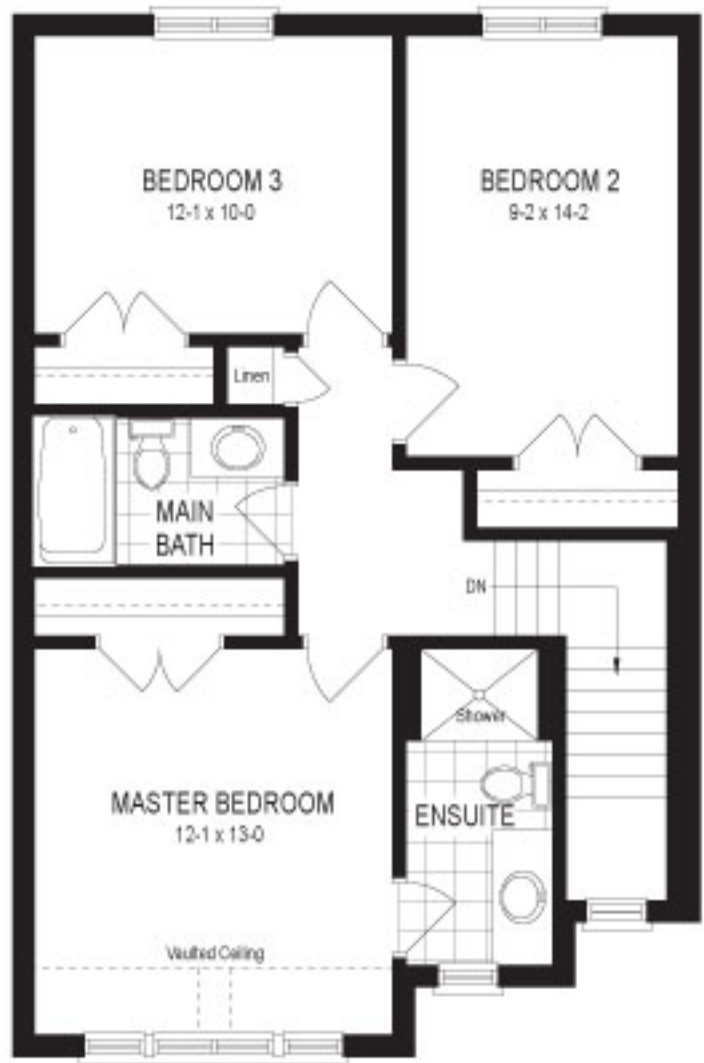 BEDROOM 3
12-1 x 10-0
BEDROOM 2
9-2 x 14-2
Linen
MAIN
BATH
DN
Shower
MASTER BEDROOM
12-1 x 13-0
ENSUITE
Vaulted Ceiling